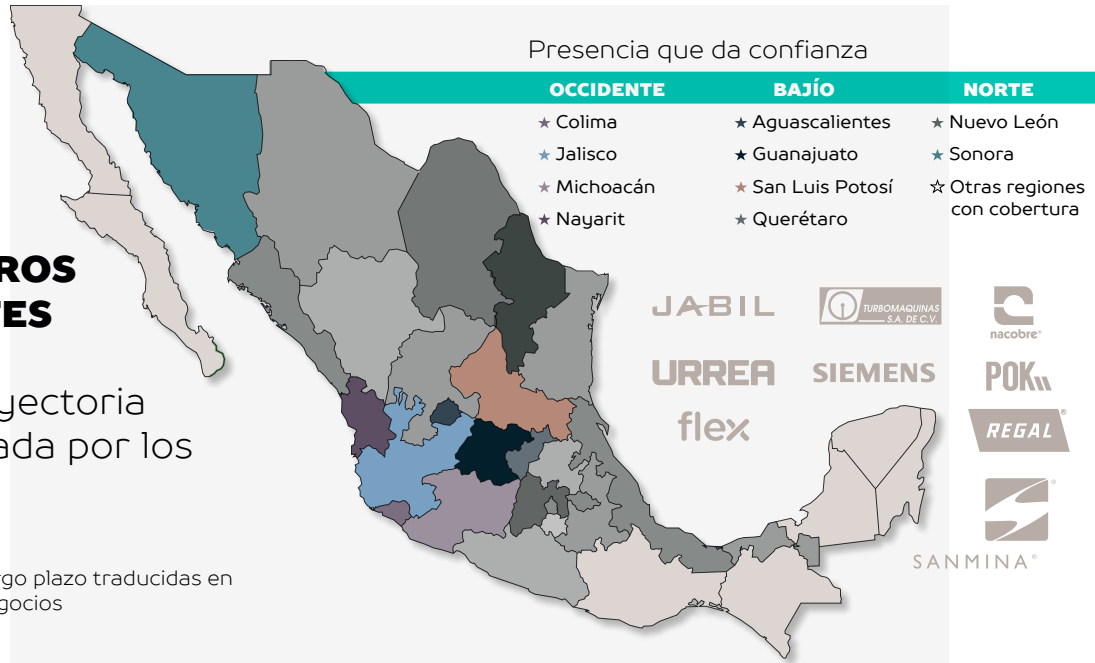 Presencia que da confianza
OCCIDENTE BAJÍO NORTE
Colima Aguascalientes Nuevo León
Jalisco Guanajuato Sonora
Michoacán San Luis Potosí Otras regiones
con cobertura
Nayarit Querétaro
ROS
TES
yectoria
ada por los
rgo plazo traducidas en
gocios
JABIL
TURBOMAQUINAS
S.A. DE C.V.
nacobre®
URREA
SIEMENS
POK
flex
REGAL®
SANMINA®